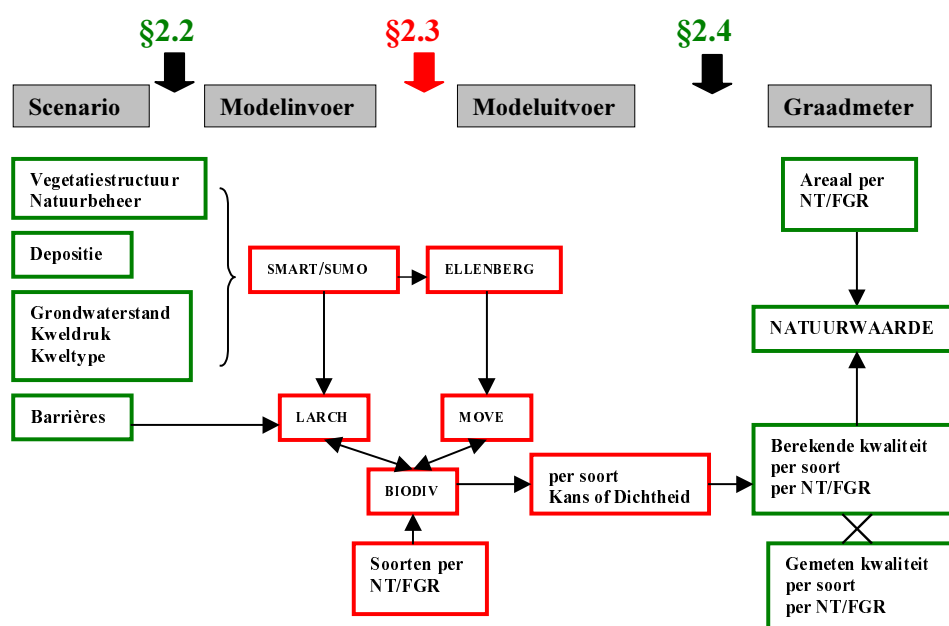 §2.2
§2.3
§2.4
Scenario
Modelinvoer
Modeluitvoer
Graadmeter
Vegetatiestructuur
Natuurbeheer
Depositie
Grondwaterstand
Kweldruk
Kweltype
Barrières
SMART/SUMO
ELLENBERG
LARCH
MOVE
BIODIV
Soorten per
NT/FGR
per soort
Kans of Dichtheid
Areaal per
NT/FGR
NATUURWAARDE
Berekende kwaliteit
per soort
per NT/FGR
Gemeten kwaliteit
per soort
per NT/FGR